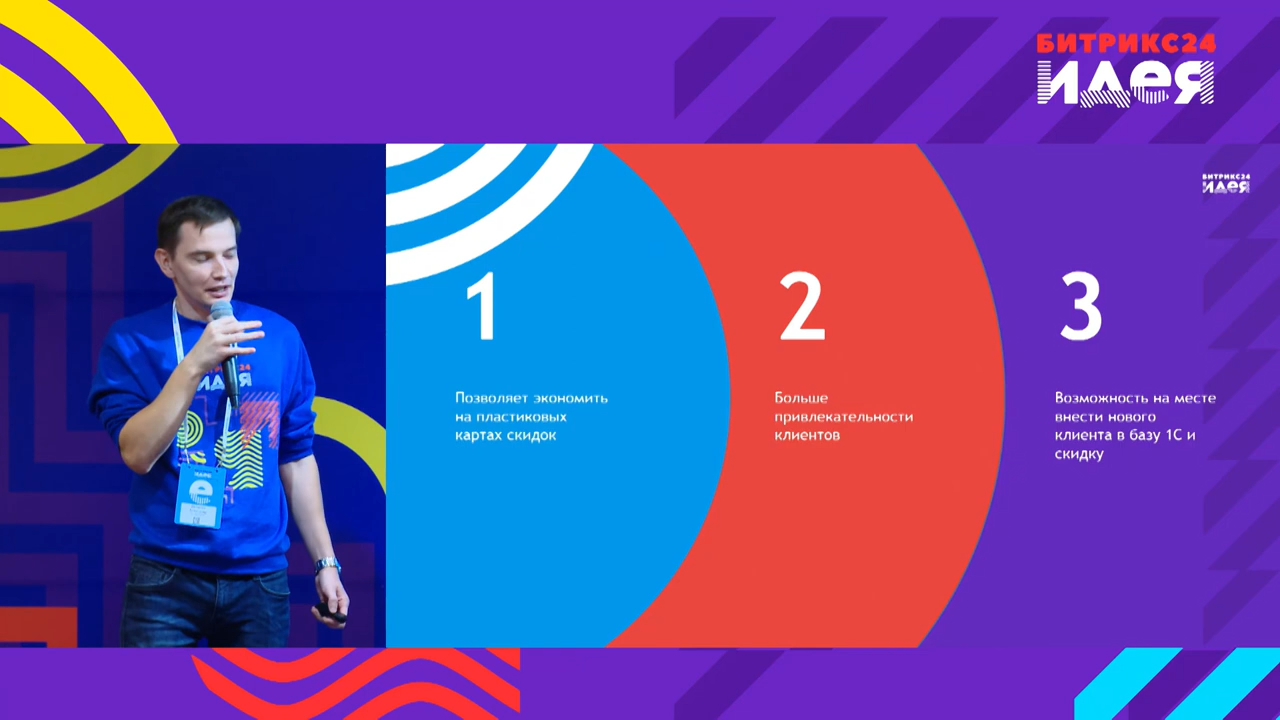 БИТРИКС24
ИДея
БИТРИКС24
ИДея
1
2
3
Позволяет экономить
на пластиковых
картах скидок
Больше
привлекательности
клиентов
Возможность на месте
внести нового
клиента в базу 1С и
скидку